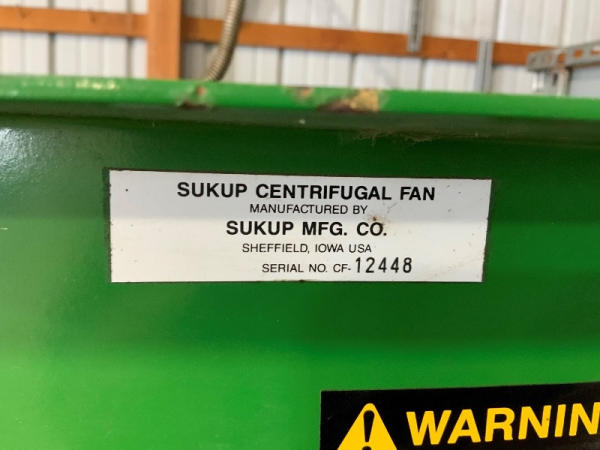 SUKUP CENTRIFUGAL FAN
MANUFACTURED BY
SUKUP MFG. CO.
SHEFFIELD, IOWA USA
SERIAL NO. CF-12448
WARNIN